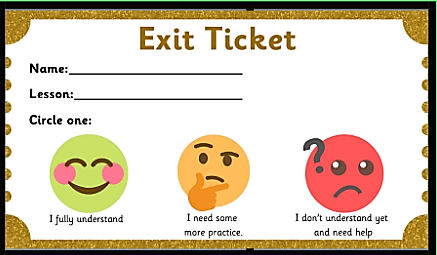 Exit Ticket
Name:
Lesson:
Circle one:
I fully understand
I need some
more practice.
I don't understand yet
and need help